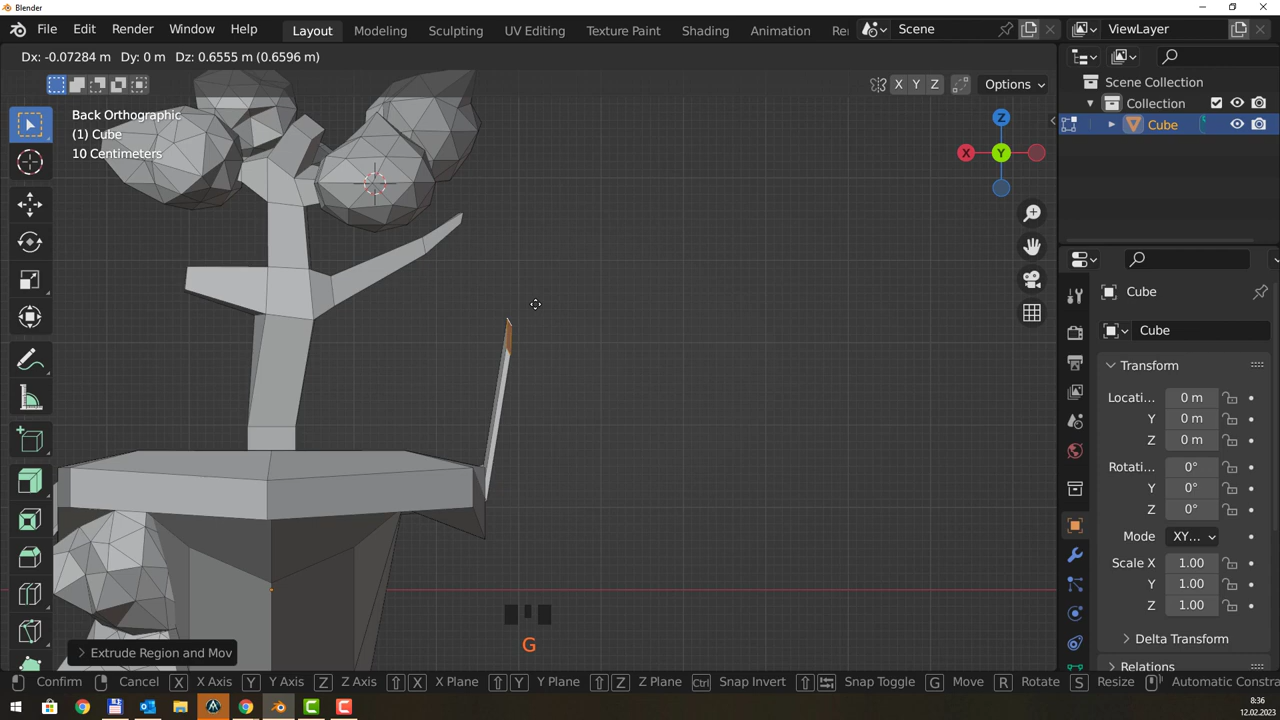 Blender
File Edit Render Window Help Layout Modeling Sculpting UV Editing Texture Paint Shading Animation Re Scene ViewLayer
Dx: -0.07284 m Dy: 0 m Dz: 0.6555 m (0.6596 m)
X Y Z Options
Back Orthographic
(1) Cube
10 Centimeters
Z
X Y
Scene Collection
Collection
Cube
Cube
Cube
Transform
Locati... 0 m
Y 0 m
Z 0 m
Rotati... 0°
Y 0°
Z 0°
Mode XY...
Scale X 1.00
Y 1.00
Z 1.00
Delta Transform
Relations
G
Extrude Region and Mov
Confirm Cancel X X Axis Y Y Axis Z Z Axis X X Plane Y Y Plane Z Z Plane Ctrl Snap Invert Snap Toggle G Move R Rotate S Resize Automatic Constra
8:36
12.02.2023